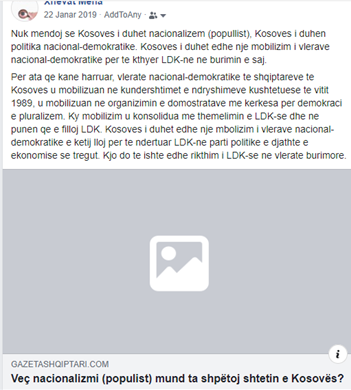 Xhevat Meha
22 Janar 2019 · AddToAny ·
Nuk mendoj se Kosoves i duhet nacionalizem (populist), Kosoves i duhen
politika nacional-demokratike. Kosoves i duhet edhe nje mobilizim i vlerave
nacional-demokratike per te kthyer LDK-ne ne burimin e saj.
Per ata qe kane harruar, vlerate nacional-demokratike te shqiptareve te
Kosoves u mobilizuan ne kundershtimet e ndryshimeve kushtetuese te vitit
1989, u mobilizuan ne organizimin e domostratave me kerkesa per demokraci
e pluralizem. Ky mobilizim u konsolidua me themelimin e LDK-se dhe ne
punen qe e filloj LDK. Kosoves i duhet edhe nje mbolizim i vlerave nacional-
demokratike e ketij lloj per te ndertuar LDK-ne parti politike e djathte e
ekonomise se tregut. Kjo do te ishte edhe rikthim i LDK-se ne vlerate burimore.
GAZETASHQIPTARI.COM
Veç nacionalizmi (populist) mund ta shpëtoj shtetin e Kosovës?